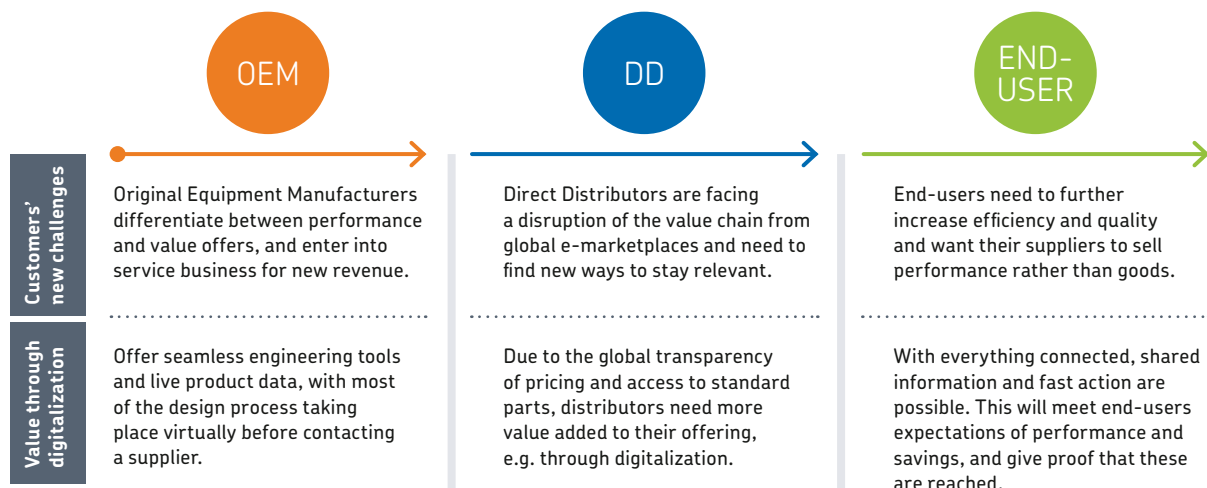 OEM
DD
END-
USER
Customers'
new challenges
Original Equipment Manufacturers
differentiate between performance
and value offers, and enter into
service business for new revenue.
Direct Distributors are facing
a disruption of the value chain from
global e-marketplaces and need to
find new ways to stay relevant.
End-users need to further
increase efficiency and quality
and want their suppliers to sell
performance rather than goods.
Value through
digitalization
Offer seamless engineering tools
and live product data, with most
of the design process taking
place virtually before contacting
a supplier.
Due to the global transparency
of pricing and access to standard
parts, distributors need more
value added to their offering,
e.g. through digitalization.
With everything connected, shared
information and fast action are
possible. This will meet end-users
expectations of performance and
savings, and give proof that these
are reached.